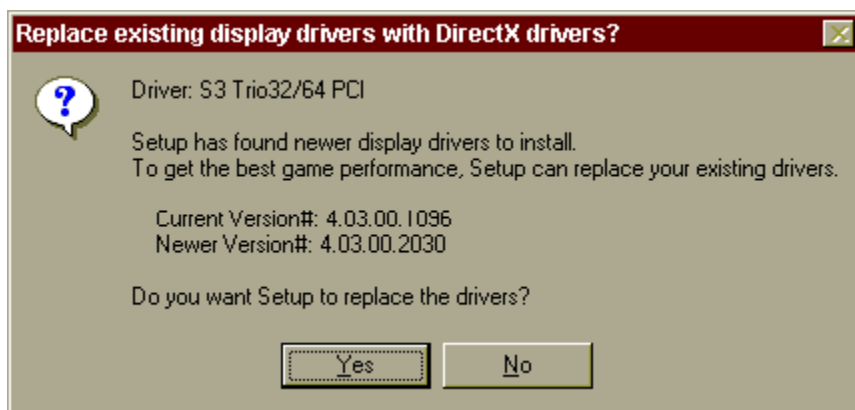 Replace existing display drivers with DirectX drivers?
Driver: S3 Trio32/64 PCI
Setup has found newer display drivers to install.
To get the best game performance, Setup can replace your existing drivers.
Current Version#: 4.03.00.1096
Newer Version#: 4.03.00.2030
Do you want Setup to replace the drivers?
Yes
No